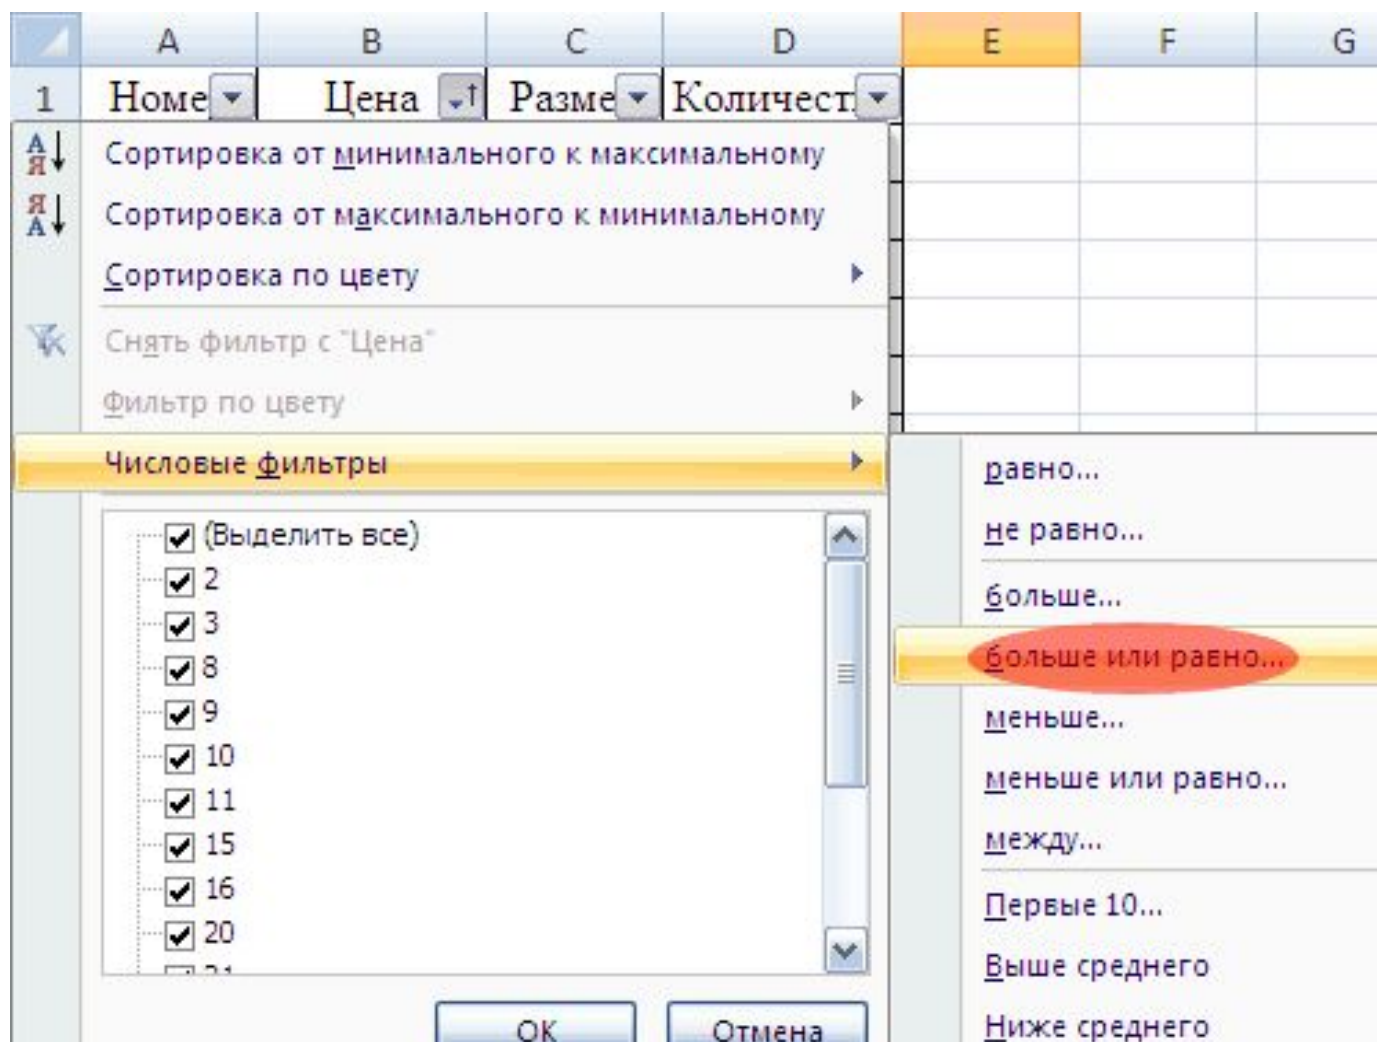 A B C D E F G
1 Номе Цена Разме Количест
Сортировка от минимального к максимальному
Сортировка от максимального к минимальному
Сортировка по цвету
Снять фильтр с "Цена"
Фильтр по цвету
Числовые фильтры
(Выделить все)
2
3
8
9
10
11
15
16
20
OK Отмена
равно...
не равно...
больше...
больше или равно...
меньше...
меньше или равно...
между...
Первые 10...
Выше среднего
Ниже среднего